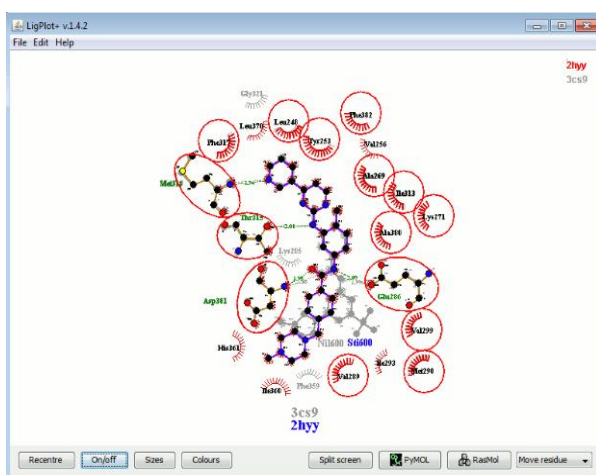 LigPlot+ v.1.4.2
File Edit Help
2hyy
3cs9
Gly321
Leu370
Leu248
Phe382
Phe317
Tyr253
Val256
Met318
Ala269
Ile313
Lys271
Thr315
Ala380
Lys285
Asp381
Glu286
Val299
Nil600 Sti600
His361
Ile293
Met290
Ile360
Phe359
Val289
3cs9
2hyy
Recentre On/off Sizes Colours Split screen PyMOL RasMol Move residue